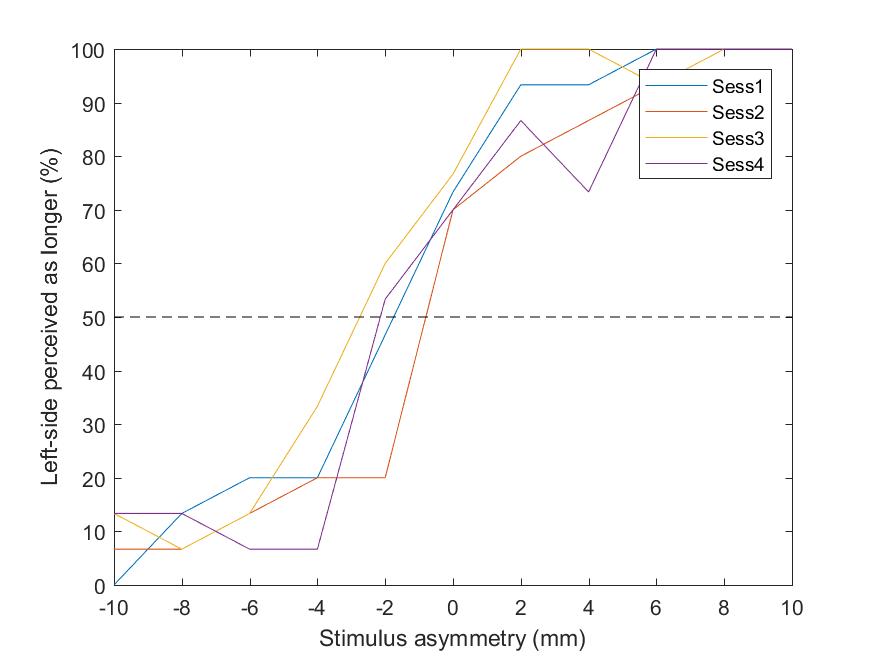 100
90
80
70
60
50
40
30
20
10
0
Left-side perceived as longer (%)
Sess1
Sess2
Sess3
Sess4
-10 -8 -6 -4 -2 0 2 4 6 8 10
Stimulus asymmetry (mm)